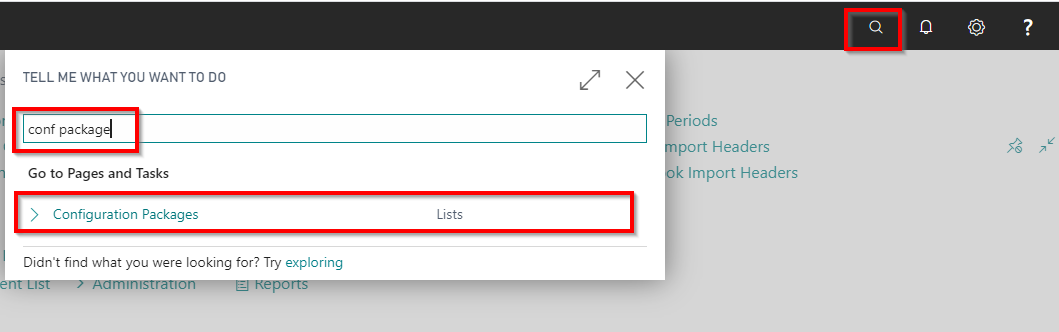 ?
TELL ME WHAT YOU WANT TO DO
conf package
Periods
mport Headers
Go to Pages and Tasks
ok Import Headers
Configuration Packages Lists
Didn't find what you were looking for? Try exploring
ent List Administration Reports